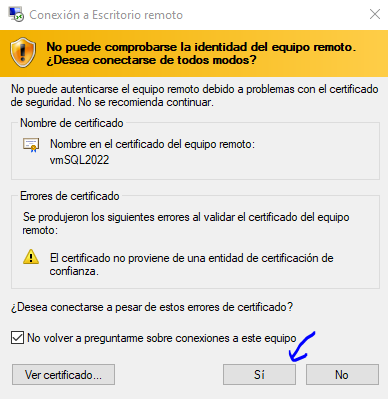 Conexión a Escritorio remoto
No puede comprobarse la identidad del equipo remoto.
¿Desea conectarse de todos modos?
No puede autenticarse el equipo remoto debido a problemas con el certificado
de seguridad. No se recomienda continuar.
Nombre de certificado
Nombre en el certificado del equipo remoto:
vmSQL2022
Errores de certificado
Se produjeron los siguientes errores al validar el certificado del equipo
remoto:
El certificado no proviene de una entidad de certificación de
confianza.
¿Desea conectarse a pesar de estos errores de certificado?
No volver a preguntarme sobre conexiones a este equipo
Ver certificado...
Sí
No